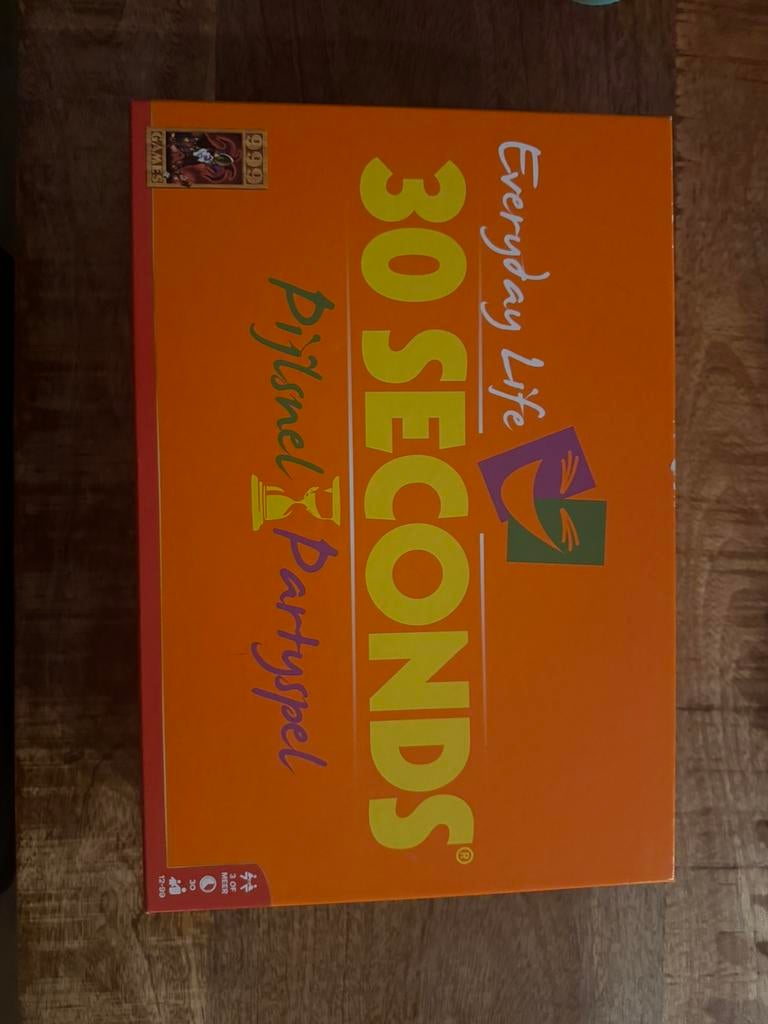 Everyday Life
30 SECONDS®
Pijlsnel Partyspel
999
GAMES
3 OF
MEER
30
12-99